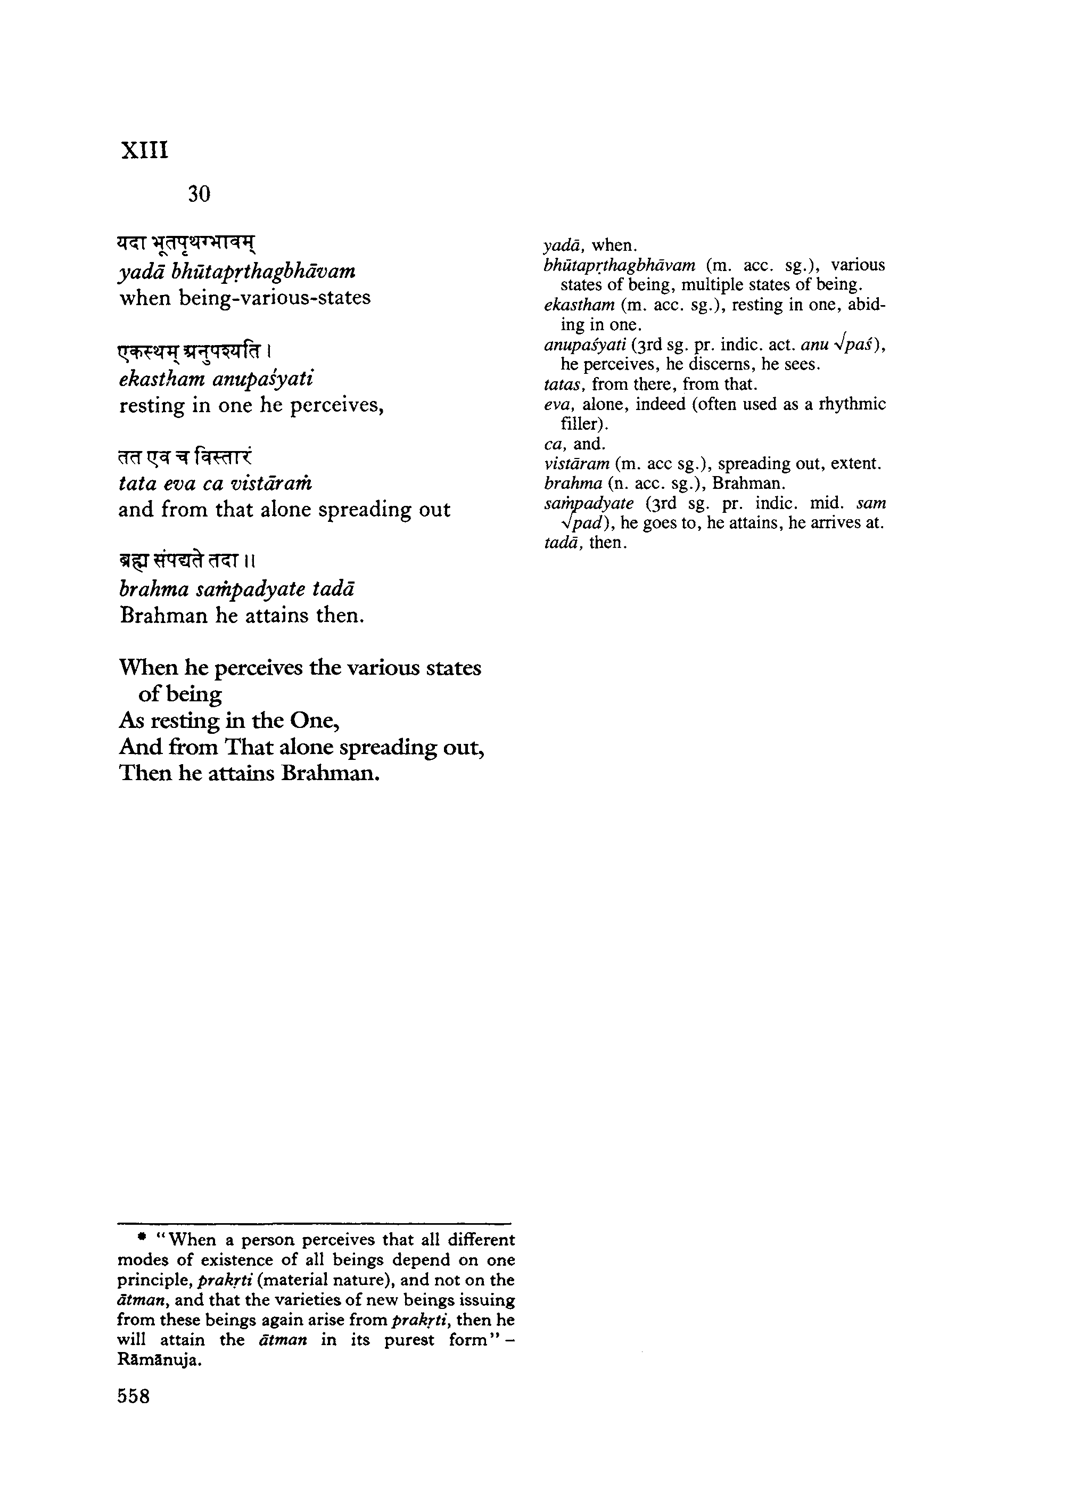 XIII
30
यदा भूतपृथग्भावम्
yadā bhūtapṛthagbhāvam
when being-various-states
एकस्थम् अनुपश्यति ।
ekastham anupaśyati
resting in one he perceives,
तत एव च विस्तारं
tata eva ca vistāraṁ
and from that alone spreading out
ब्रह्म संपद्यते तदा ॥
brahma saṁpadyate tadā
Brahman he attains then.
When he perceives the various states
of being
As resting in the One,
And from That alone spreading out,
Then he attains Brahman.
yadā, when.
bhūtapṛthagbhāvam (m. acc. sg.), various
states of being, multiple states of being.
ekastham (m. acc. sg.), resting in one, abid-
ing in one.
anupaśyati (3rd sg. pr. indic. act. anu √paś),
he perceives, he discerns, he sees.
tatas, from there, from that.
eva, alone, indeed (often used as a rhythmic
filler).
ca, and.
vistāram (m. acc sg.), spreading out, extent.
brahma (n. acc. sg.), Brahman.
saṁpadyate (3rd sg. pr. indic. mid. sam
√pad), he goes to, he attains, he arrives at.
tadā, then.
* “When a person perceives that all different
modes of existence of all beings depend on one
principle, prakṛti (material nature), and not on the
ātman, and that the varieties of new beings issuing
from these beings again arise from prakṛti, then he
will attain the ātman in its purest form” –
Rāmānuja.
558